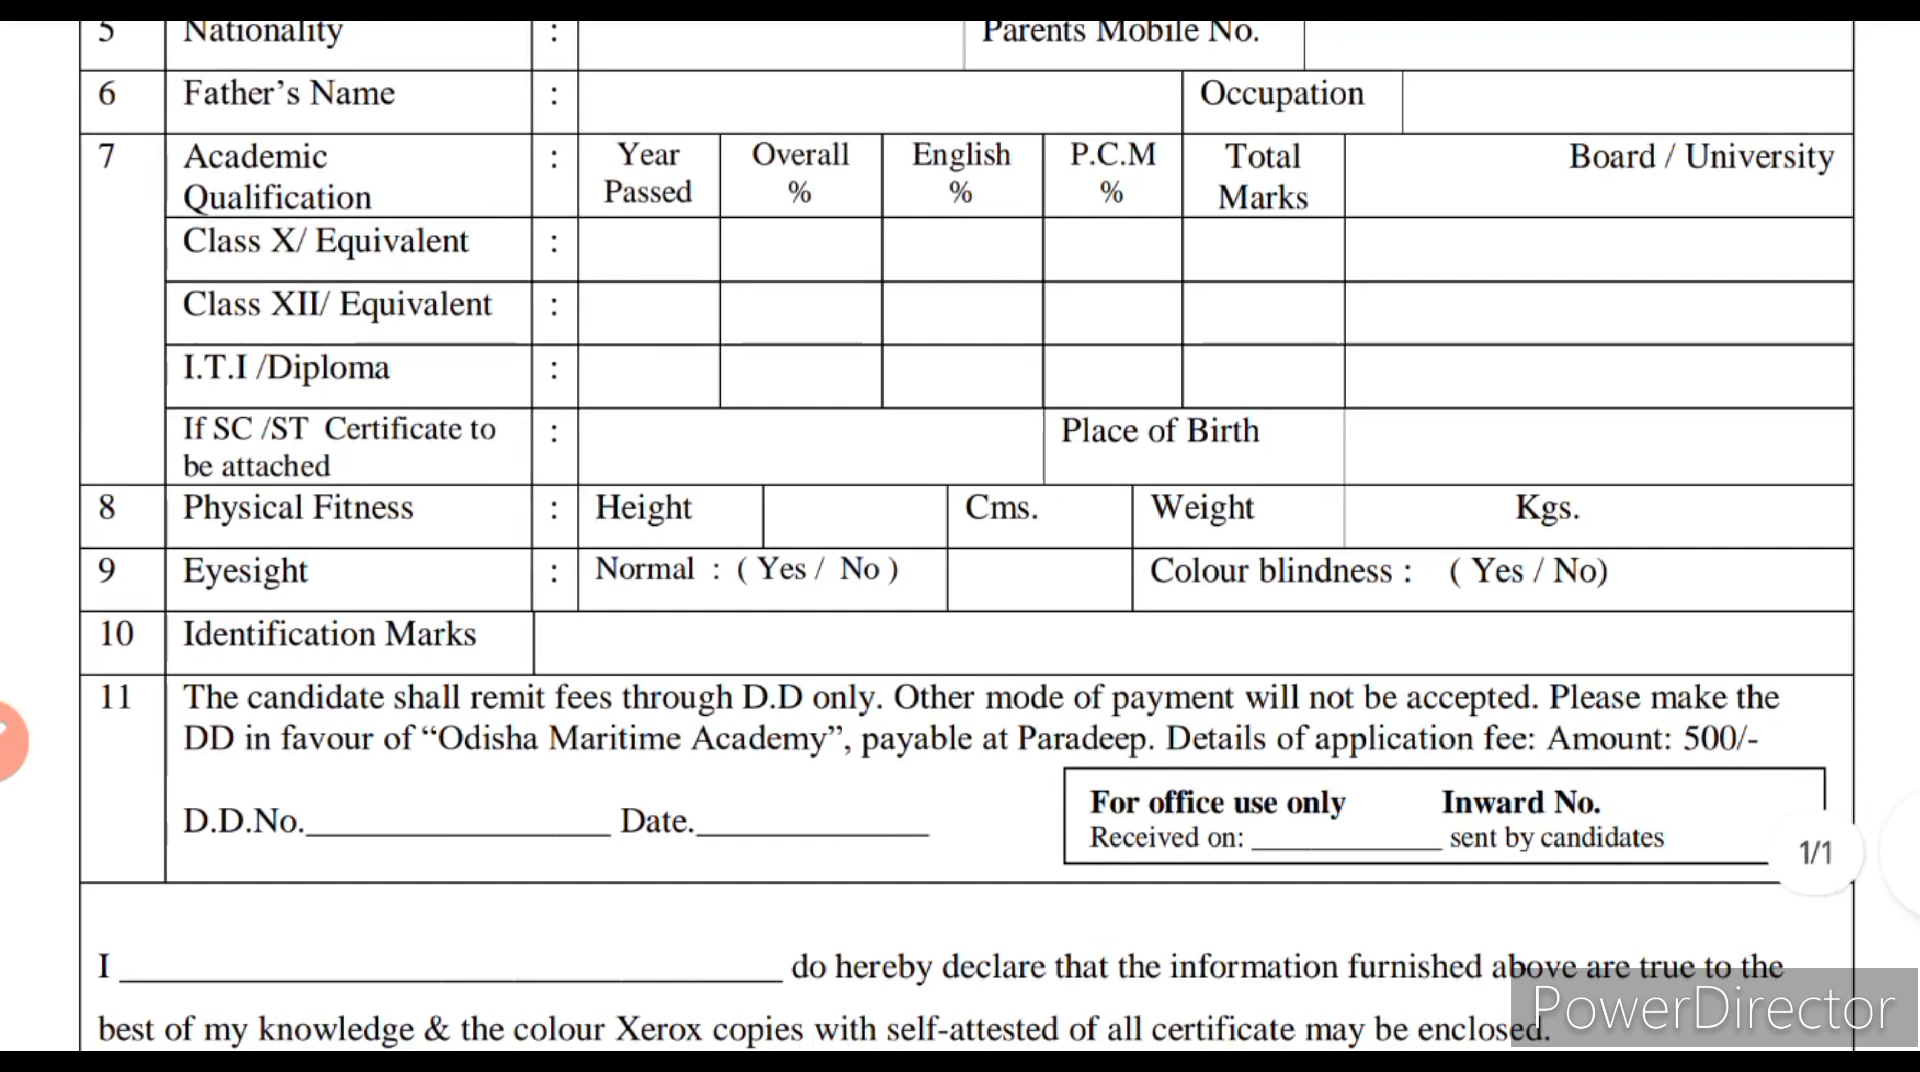 5 Nationality : Parents Mobile No.
6 Father’s Name : Occupation
7 Academic : Year Overall English P.C.M Total Board / University
Qualification Passed % % % Marks
Class X/ Equivalent :
Class XII/ Equivalent :
I.T.I /Diploma :
If SC /ST Certificate to : Place of Birth
be attached
8 Physical Fitness : Height Cms. Weight Kgs.
9 Eyesight : Normal : ( Yes / No ) Colour blindness : ( Yes / No)
10 Identification Marks
11 The candidate shall remit fees through D.D only. Other mode of payment will not be accepted. Please make the
DD in favour of “Odisha Maritime Academy”, payable at Paradeep. Details of application fee: Amount: 500/-
For office use only Inward No.
D.D.No.__________________ Date.______________
Received on: ____________ sent by candidates
1/1
I ________________________________________ do hereby declare that the information furnished above are true to the
best of my knowledge & the colour Xerox copies with self-attested of all certificate may be enclosed.
PowerDirector